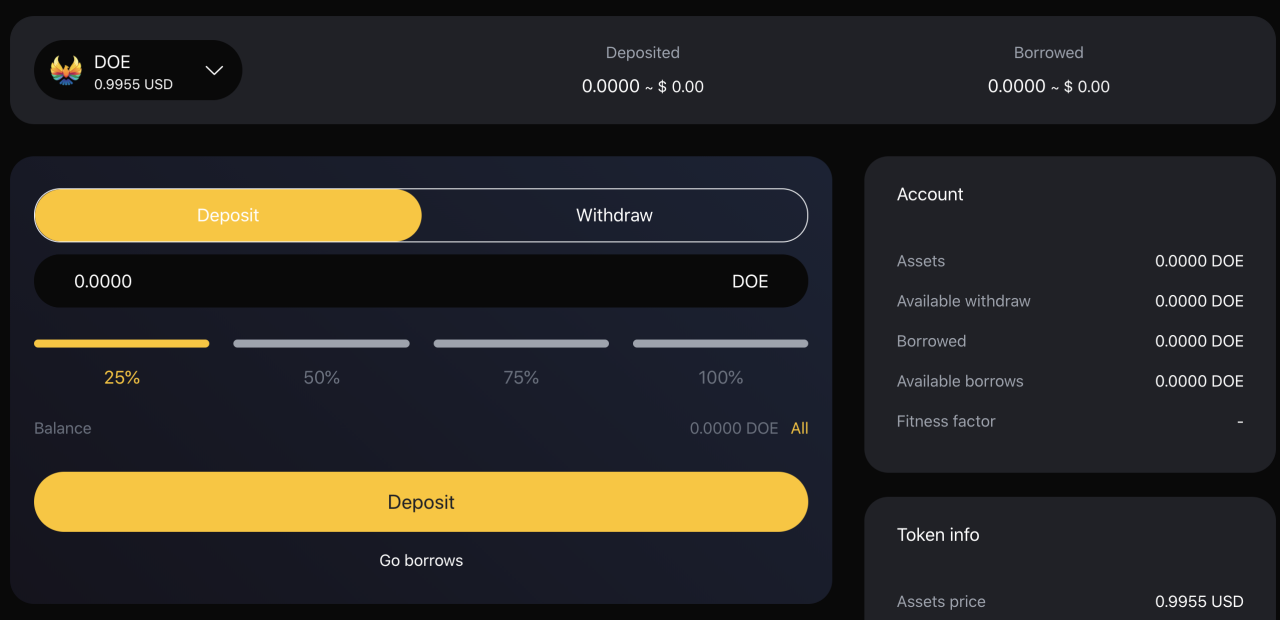 DOE
0.9955 USD
Deposited
0.0000 ~ $ 0.00
Borrowed
0.0000 ~ $ 0.00
Deposit
Withdraw
0.0000 DOE
25% 50% 75% 100%
Balance 0.0000 DOE All
Deposit
Go borrows
Account
Assets 0.0000 DOE
Available withdraw 0.0000 DOE
Borrowed 0.0000 DOE
Available borrows 0.0000 DOE
Fitness factor -
Token info
Assets price 0.9955 USD